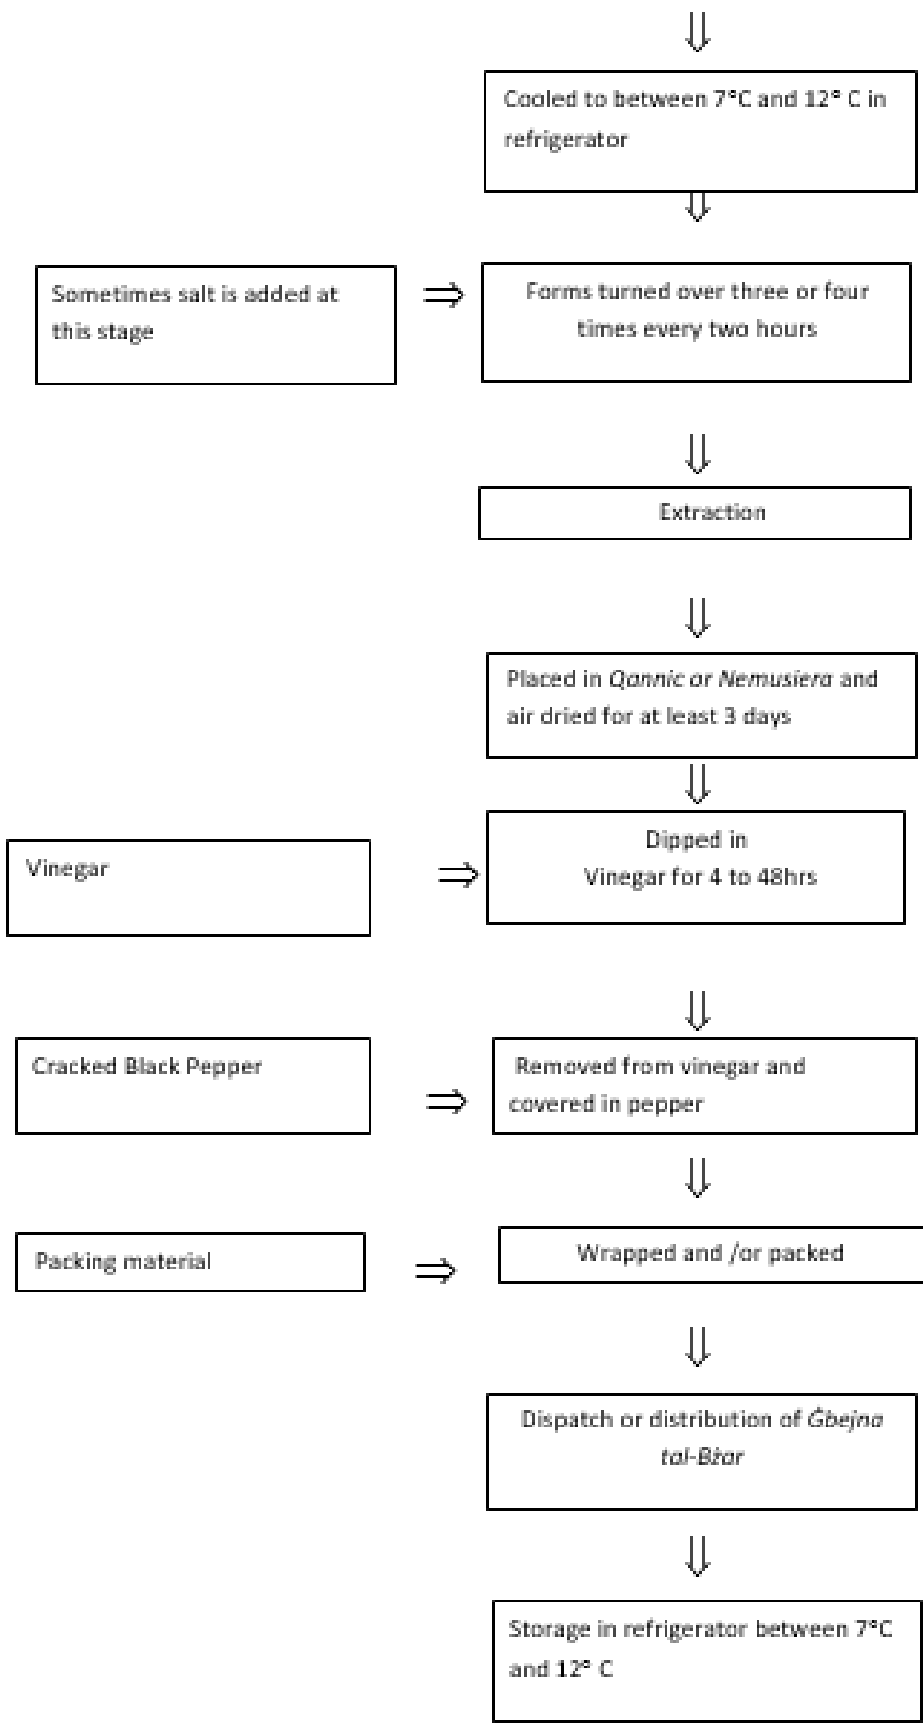 Cooled to between 7°C and 12° C in
refrigerator
Sometimes salt is added at
this stage
Forms turned over three or four
times every two hours
Extraction
Placed in Qannic or Nemusiera and
air dried for at least 3 days
Vinegar
Dipped in
Vinegar for 4 to 48hrs
Cracked Black Pepper
Removed from vinegar and
covered in pepper
Packing material
Wrapped and /or packed
Dispatch or distribution of Ġbejna
tal-Bżar
Storage in refrigerator between 7°C
and 12° C